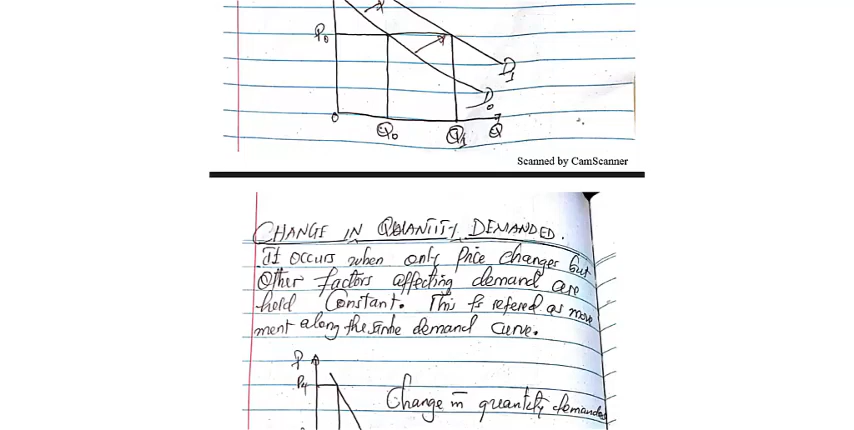 P₀
D₁
D₀
O Q₀ Q₁ Q
Scanned by CamScanner
CHANGE IN QUANTITY DEMANDED.
It occurs when only Price changes but
Other factors affecting demand are
held Constant. This is refered as move
ment along the same demand curve.
P
P₄
Change in quantity demanded